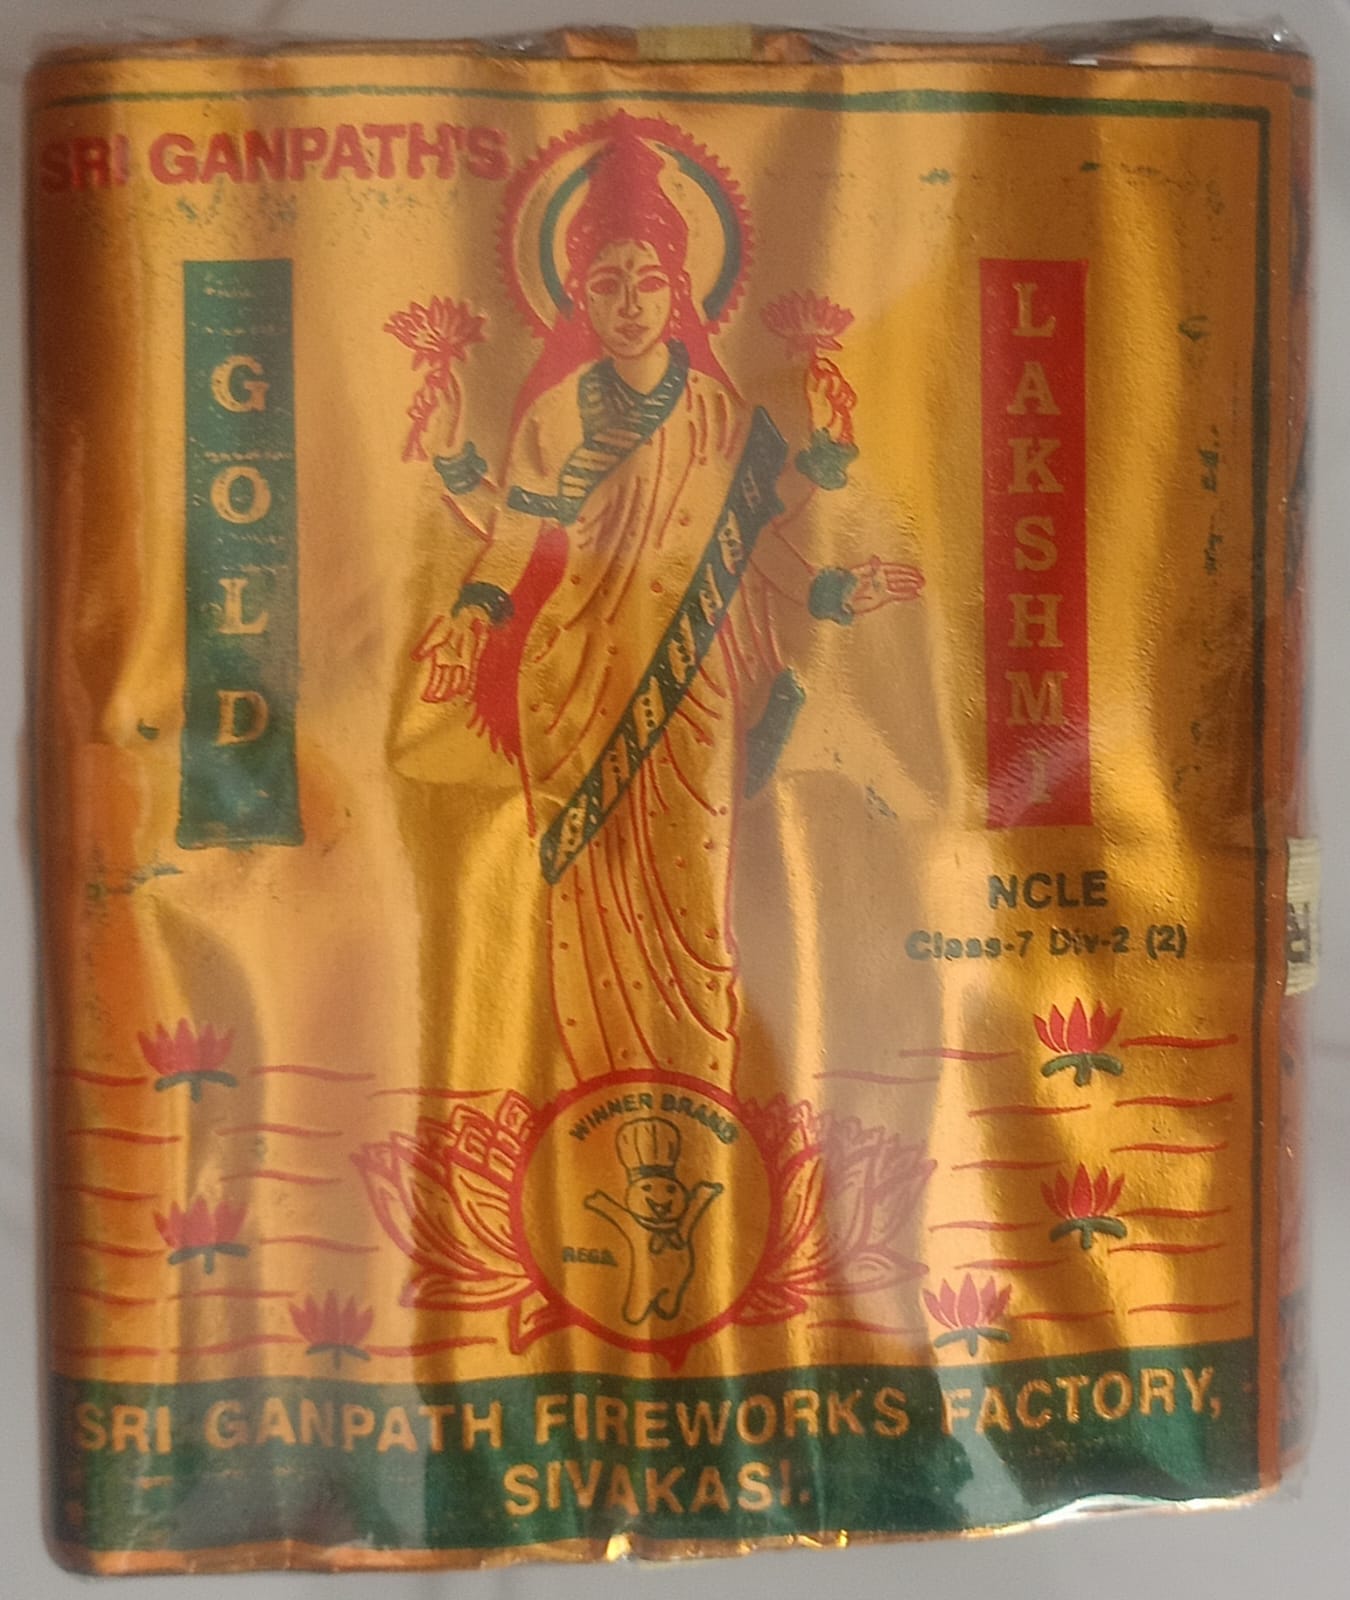 SRI GANPATH'S
GOLD
LAKSHMI
NCLE
Class-7 Div-2 (2)
WINNER BRAND
REGD.
SRI GANPATH FIREWORKS FACTORY,
SIVAKASI.